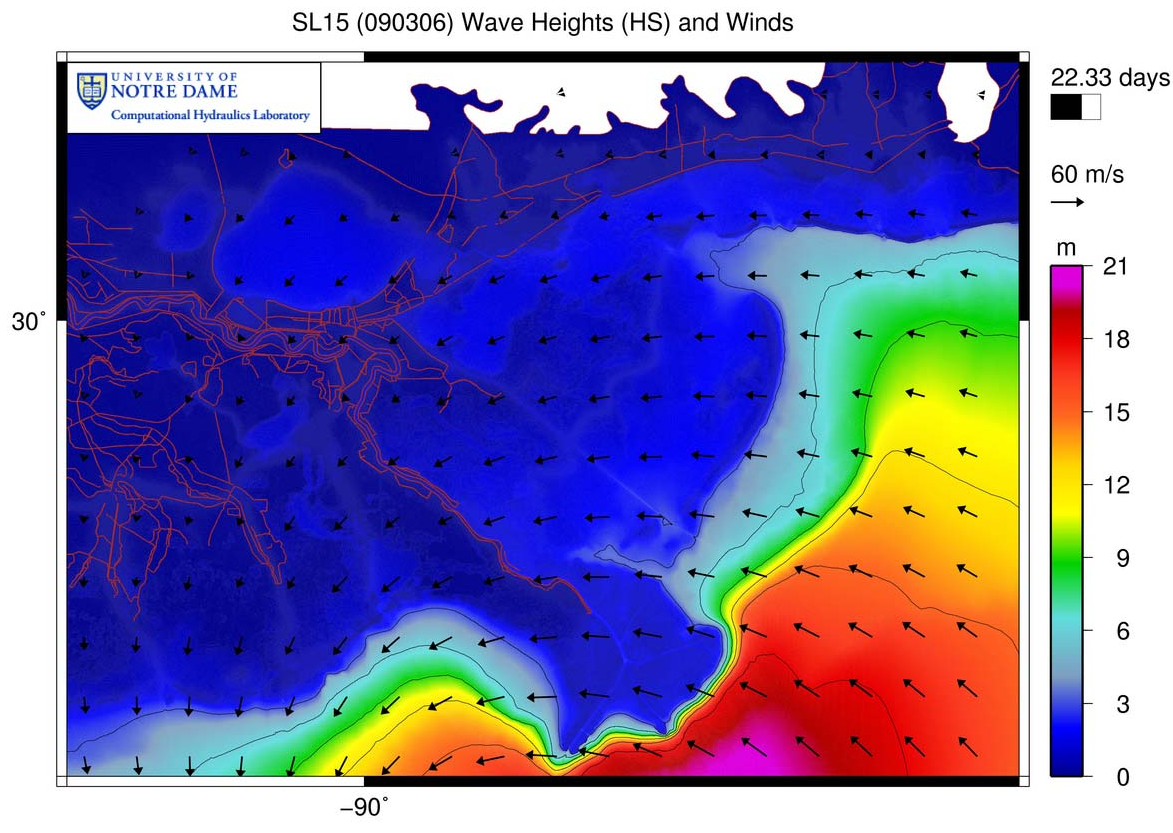 SL15 (090306) Wave Heights (HS) and Winds
UNIVERSITY OF
NOTRE DAME
Computational Hydraulics Laboratory
22.33 days
60 m/s
m
21
18
15
12
9
6
3
0
30°
−90°